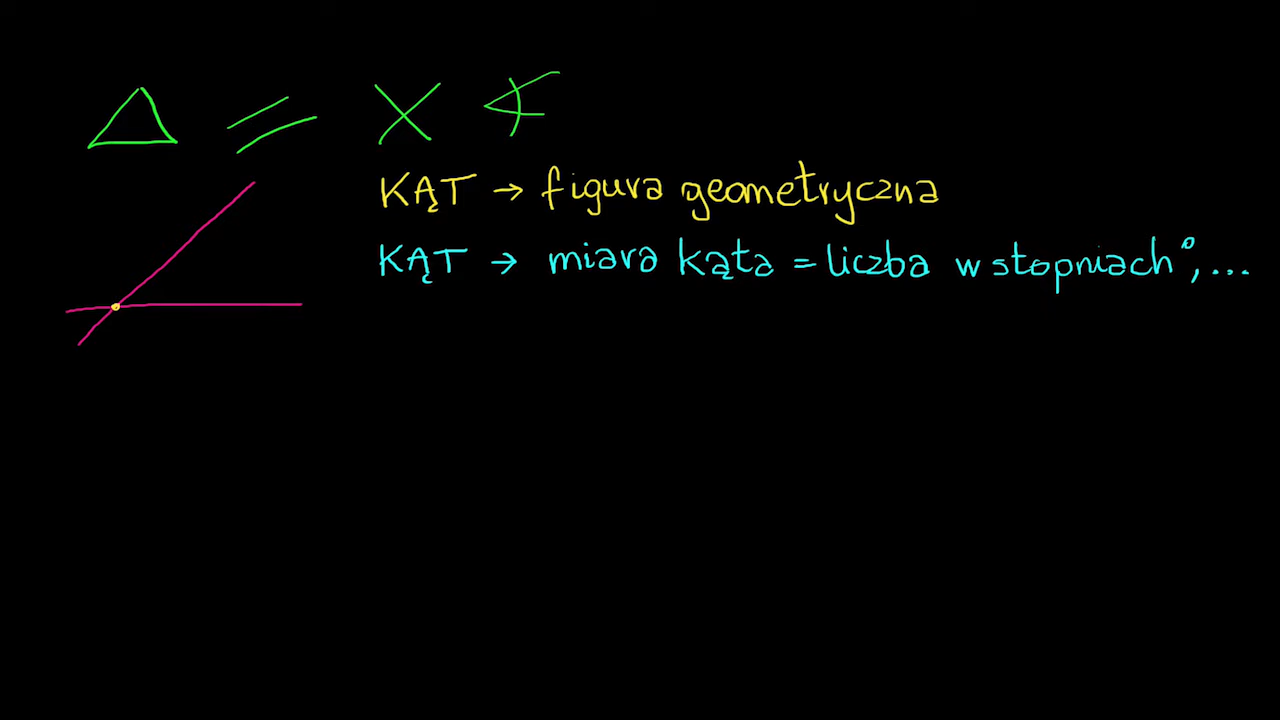 KĄT → figura geometryczna
KĄT → miara kąta = liczba w stopniach°, ...